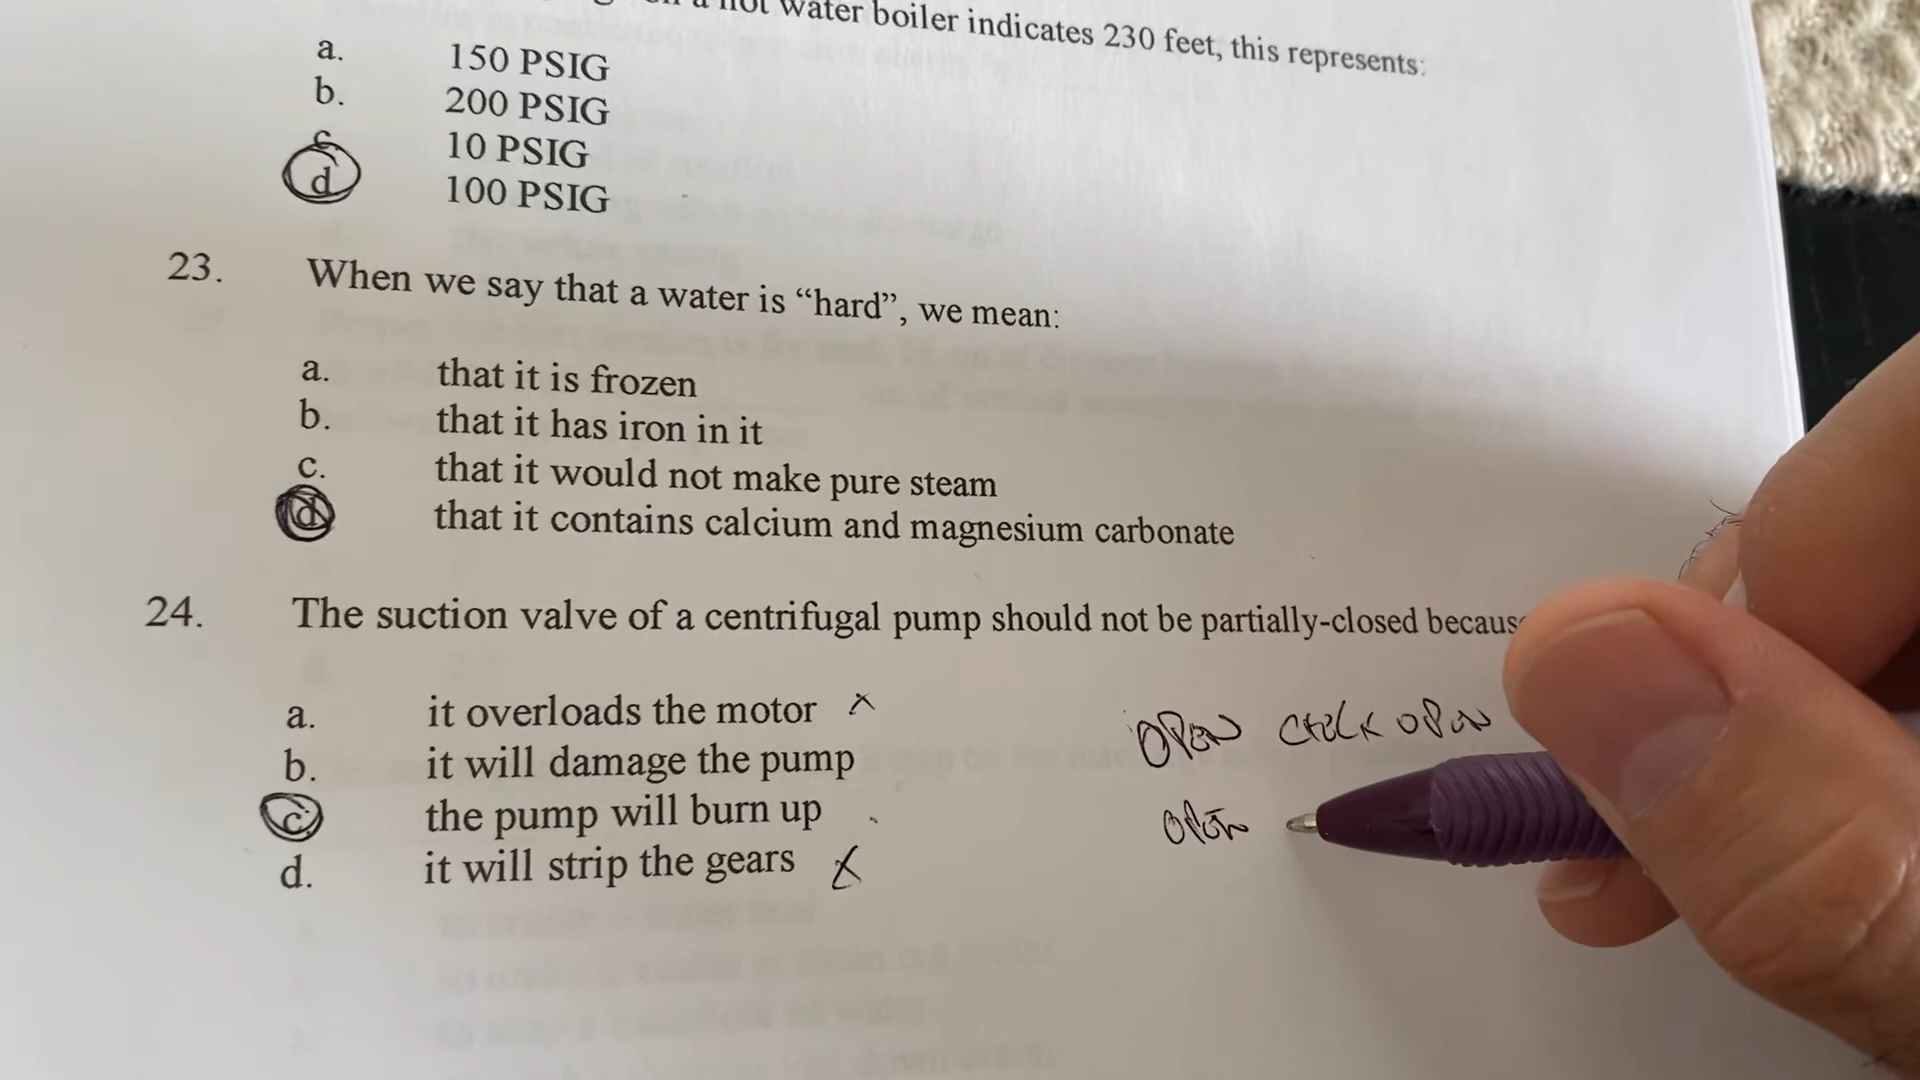 water boiler indicates 230 feet, this represents:
a. 150 PSIG
b. 200 PSIG
c. 10 PSIG
d 100 PSIG
23. When we say that a water is “hard”, we mean:
a. that it is frozen
b. that it has iron in it
c. that it would not make pure steam
d that it contains calcium and magnesium carbonate
24. The suction valve of a centrifugal pump should not be partially-closed
a. it overloads the motor X
b. it will damage the pump
c. the pump will burn up
d. it will strip the gears X
OPEN CHECK OPEN
OPEN